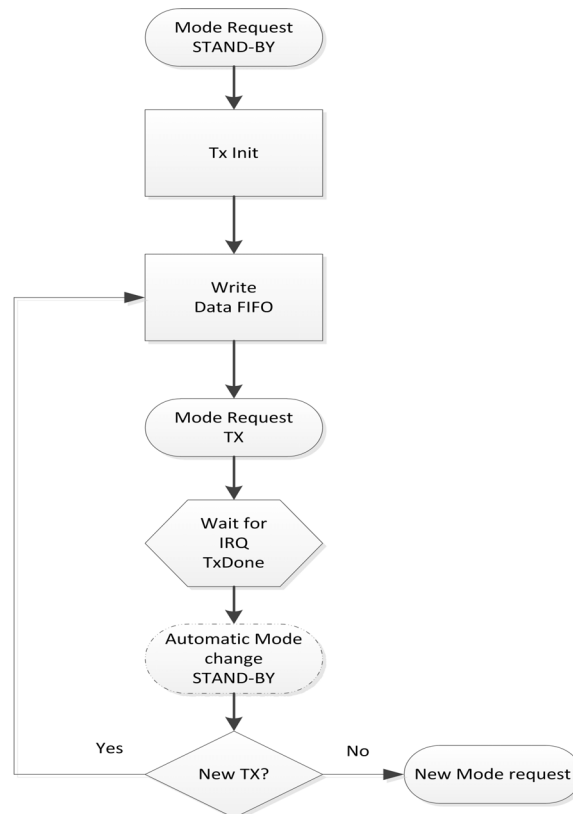 Mode Request
STAND-BY
Tx Init
Write
Data FIFO
Mode Request
TX
Wait for
IRQ
TxDone
Automatic Mode
change
STAND-BY
Yes
No
New TX?
New Mode request